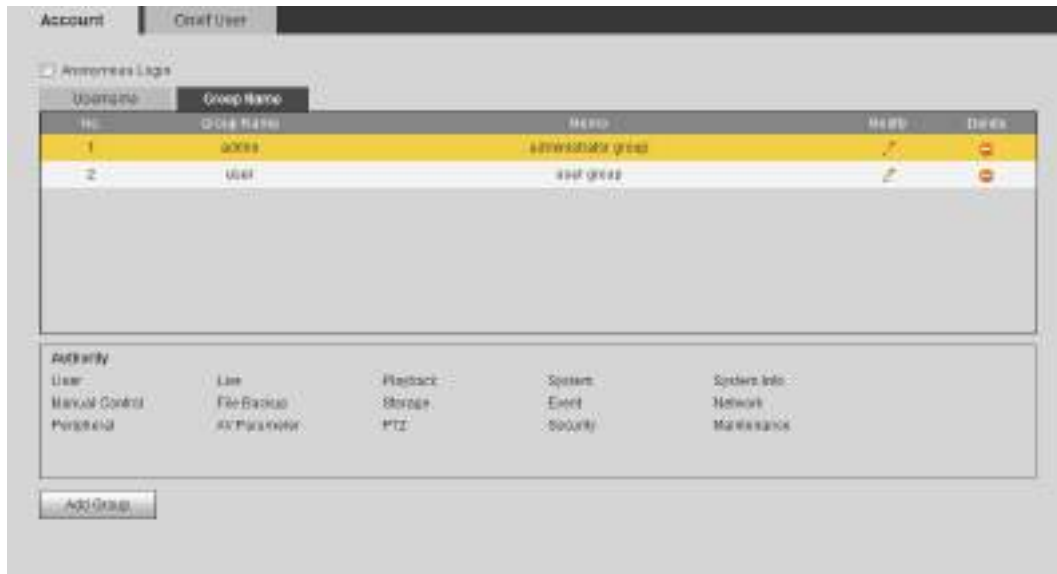 Account Onvif User
Anonymous Login
Username Group Name
No. Group Name Memo Modify Delete
1 admin administrator group
2 user user group
Authority
User Live Playback System System Info
Manual Control File Backup Storage Event Network
Peripheral AV Parameter PTZ Security Maintenance
Add Group